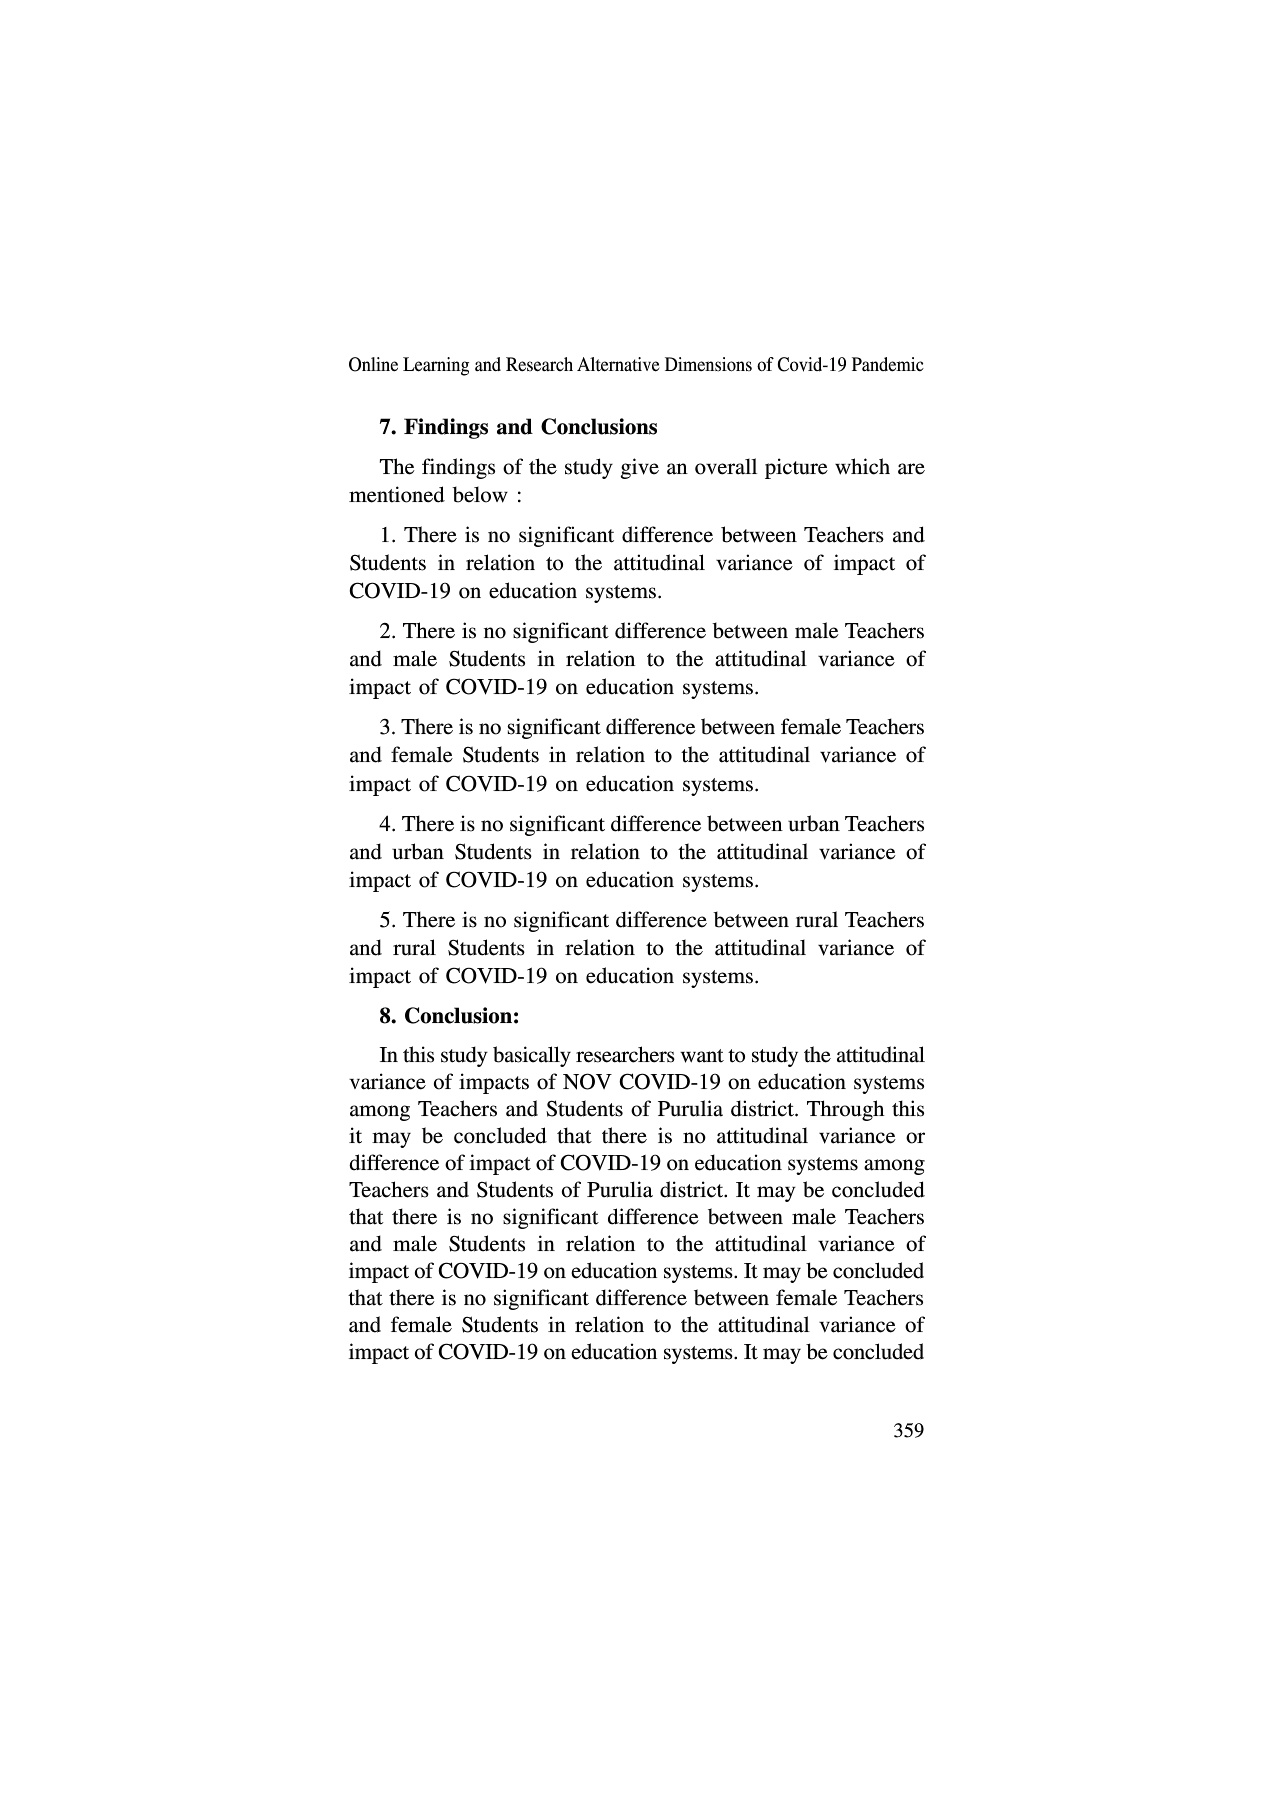 Online Learning and Research Alternative Dimensions of Covid-19 Pandemic
7. Findings and Conclusions
The findings of the study give an overall picture which are
mentioned below :
1. There is no significant difference between Teachers and
Students in relation to the attitudinal variance of impact of
COVID-19 on education systems.
2. There is no significant difference between male Teachers
and male Students in relation to the attitudinal variance of
impact of COVID-19 on education systems.
3. There is no significant difference between female Teachers
and female Students in relation to the attitudinal variance of
impact of COVID-19 on education systems.
4. There is no significant difference between urban Teachers
and urban Students in relation to the attitudinal variance of
impact of COVID-19 on education systems.
5. There is no significant difference between rural Teachers
and rural Students in relation to the attitudinal variance of
impact of COVID-19 on education systems.
8. Conclusion:
In this study basically researchers want to study the attitudinal
variance of impacts of NOV COVID-19 on education systems
among Teachers and Students of Purulia district. Through this
it may be concluded that there is no attitudinal variance or
difference of impact of COVID-19 on education systems among
Teachers and Students of Purulia district. It may be concluded
that there is no significant difference between male Teachers
and male Students in relation to the attitudinal variance of
impact of COVID-19 on education systems. It may be concluded
that there is no significant difference between female Teachers
and female Students in relation to the attitudinal variance of
impact of COVID-19 on education systems. It may be concluded
359